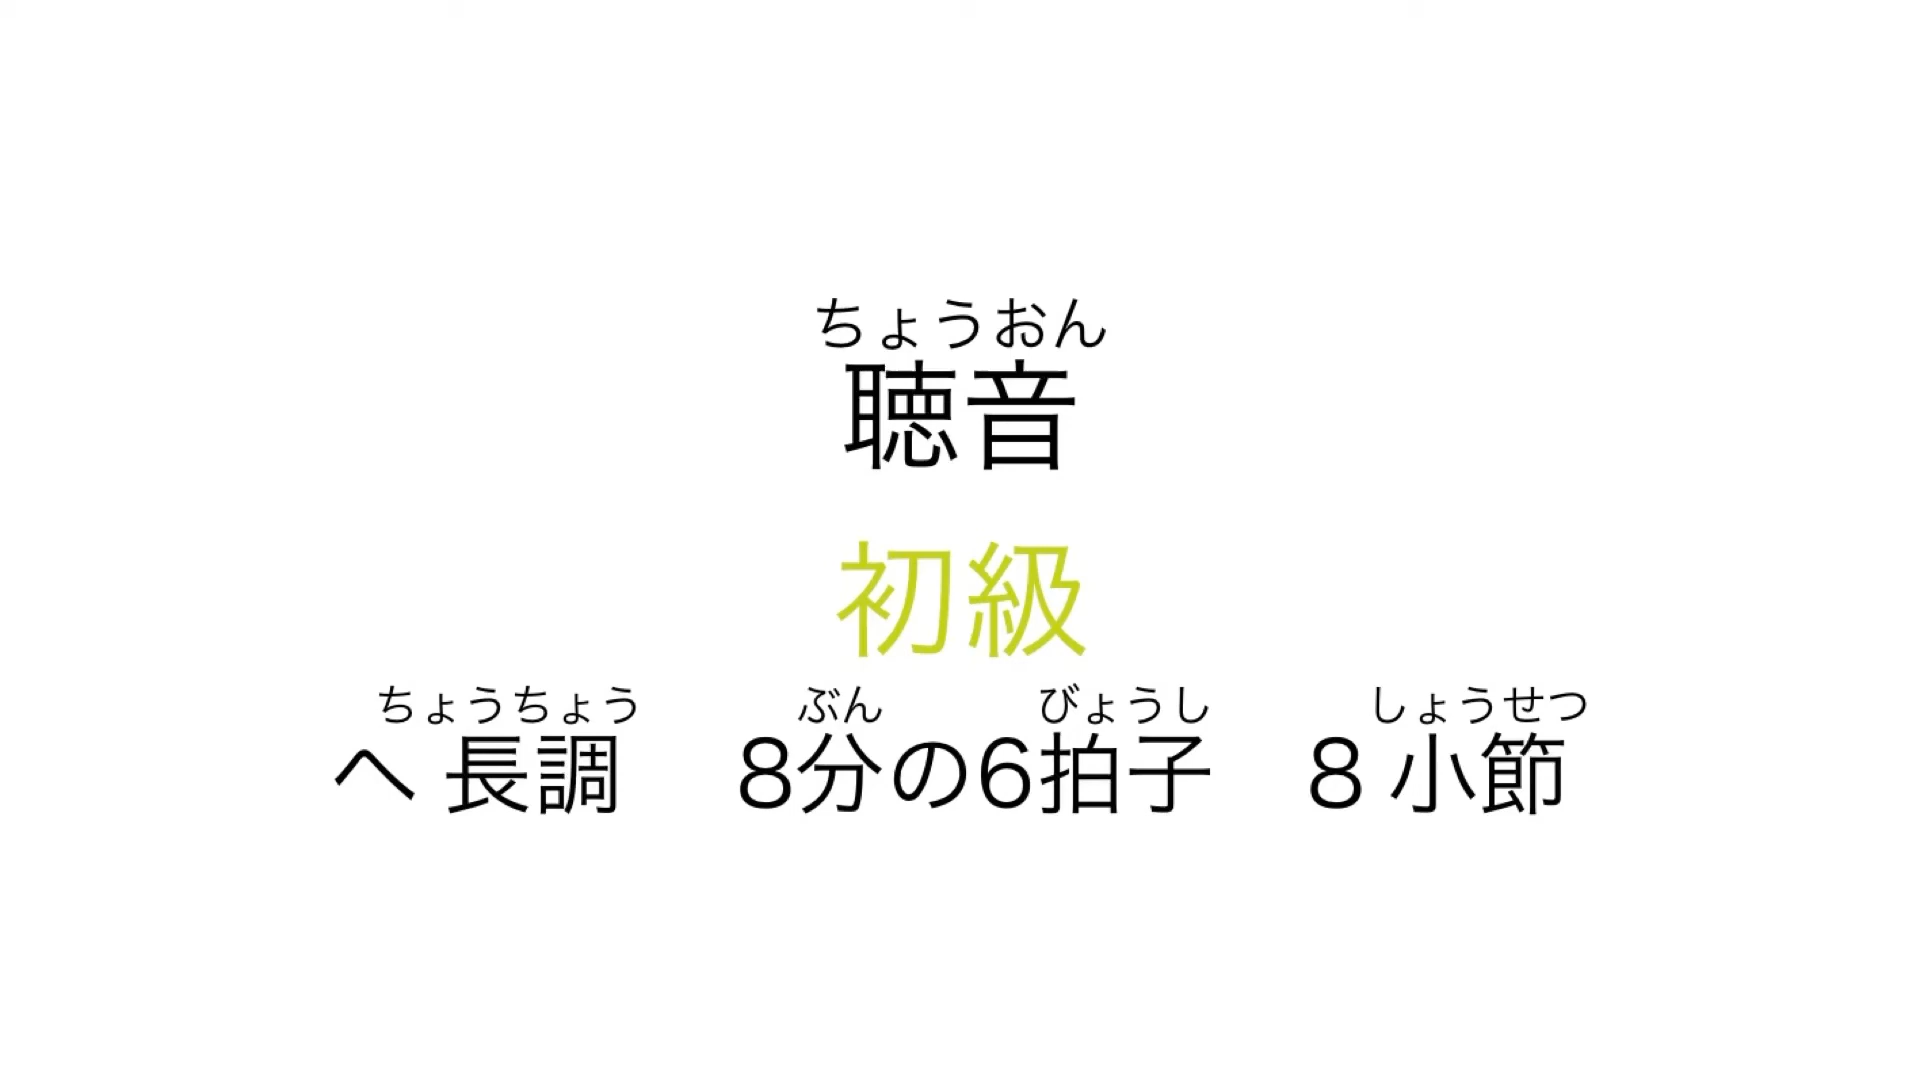 ちょうおん
聴音
初級
ちょうちょう ぶん びょうし しょうせつ
ヘ長調 8分の6拍子 8小節